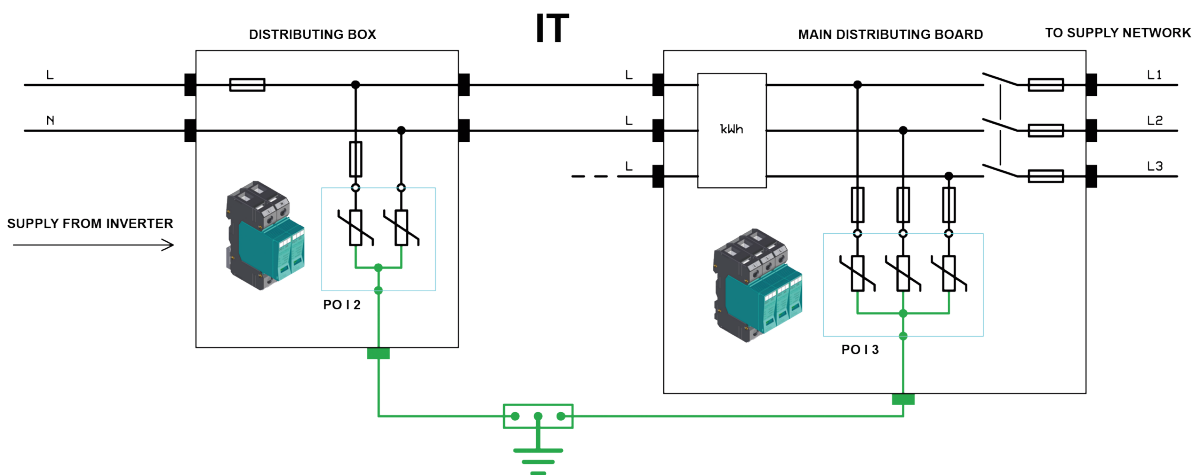 IT
DISTRIBUTING BOX
MAIN DISTRIBUTING BOARD
TO SUPPLY NETWORK
L
L
L1
N
L
kWh
L2
L
L3
SUPPLY FROM INVERTER
PO I 2
PO I 3